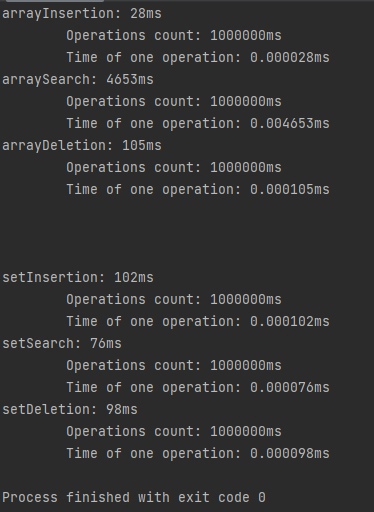 arrayInsertion: 28ms
Operations count: 1000000ms
Time of one operation: 0.000028ms
arraySearch: 4653ms
Operations count: 1000000ms
Time of one operation: 0.004653ms
arrayDeletion: 105ms
Operations count: 1000000ms
Time of one operation: 0.000105ms
setInsertion: 102ms
Operations count: 1000000ms
Time of one operation: 0.000102ms
setSearch: 76ms
Operations count: 1000000ms
Time of one operation: 0.000076ms
setDeletion: 98ms
Operations count: 1000000ms
Time of one operation: 0.000098ms
Process finished with exit code 0